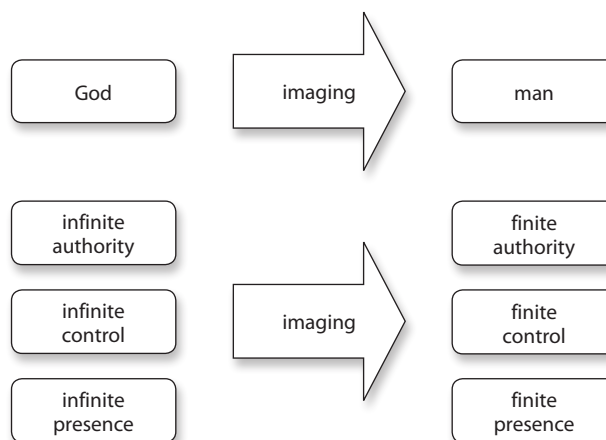 God
imaging
man
infinite
authority
infinite
control
infinite
presence
imaging
finite
authority
finite
control
finite
presence